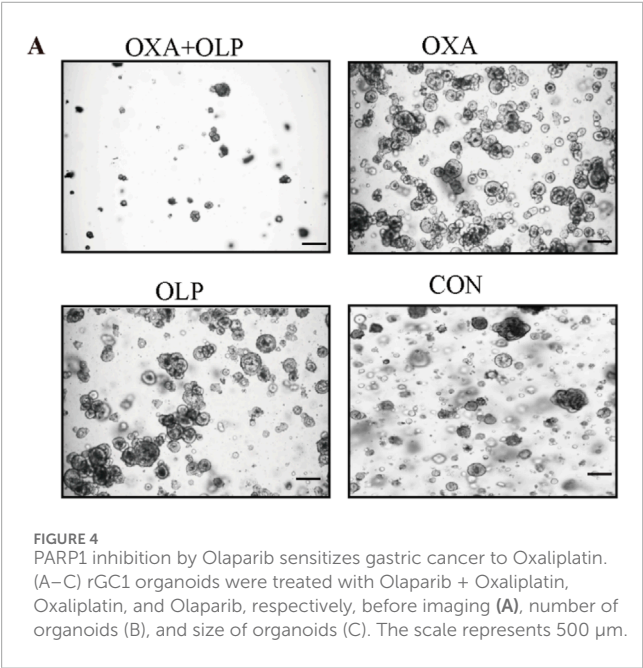 A
OXA+OLP
OXA
OLP
CON
FIGURE 4
PARP1 inhibition by Olaparib sensitizes gastric cancer to Oxaliplatin.
(A–C) rGC1 organoids were treated with Olaparib + Oxaliplatin,
Oxaliplatin, and Olaparib, respectively, before imaging (A), number of
organoids (B), and size of organoids (C). The scale represents 500 μm.